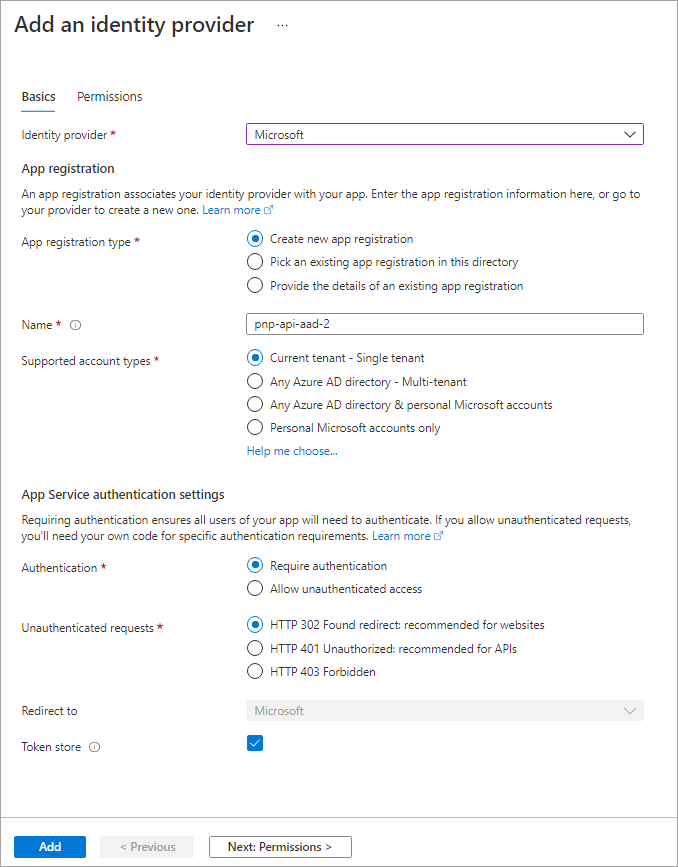 Add an identity provider ...
Basics Permissions
Identity provider * Microsoft
App registration
An app registration associates your identity provider with your app. Enter the app registration information here, or go to
your provider to create a new one. Learn more
App registration type * Create new app registration
Pick an existing app registration in this directory
Provide the details of an existing app registration
Name * pnp-api-aad-2
Supported account types * Current tenant - Single tenant
Any Azure AD directory - Multi-tenant
Any Azure AD directory & personal Microsoft accounts
Personal Microsoft accounts only
Help me choose...
App Service authentication settings
Requiring authentication ensures all users of your app will need to authenticate. If you allow unauthenticated requests,
you'll need your own code for specific authentication requirements. Learn more
Authentication * Require authentication
Allow unauthenticated access
Unauthenticated requests * HTTP 302 Found redirect: recommended for websites
HTTP 401 Unauthorized: recommended for APIs
HTTP 403 Forbidden
Redirect to Microsoft
Token store
Add < Previous Next: Permissions >